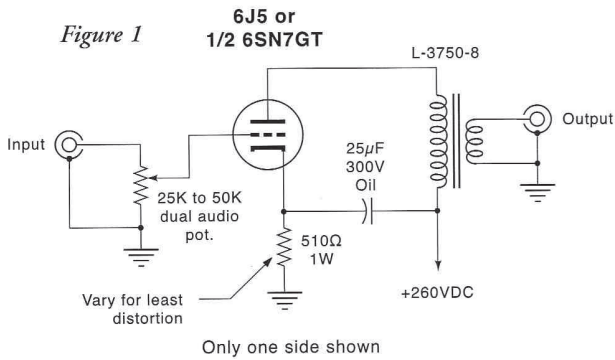 Figure 1
6J5 or
1/2 6SN7GT
L-3750-8
Input
Output
25K to 50K
dual audio
pot.
25µF
300V
Oil
510Ω
1W
Vary for least
distortion
+260VDC
Only one side shown